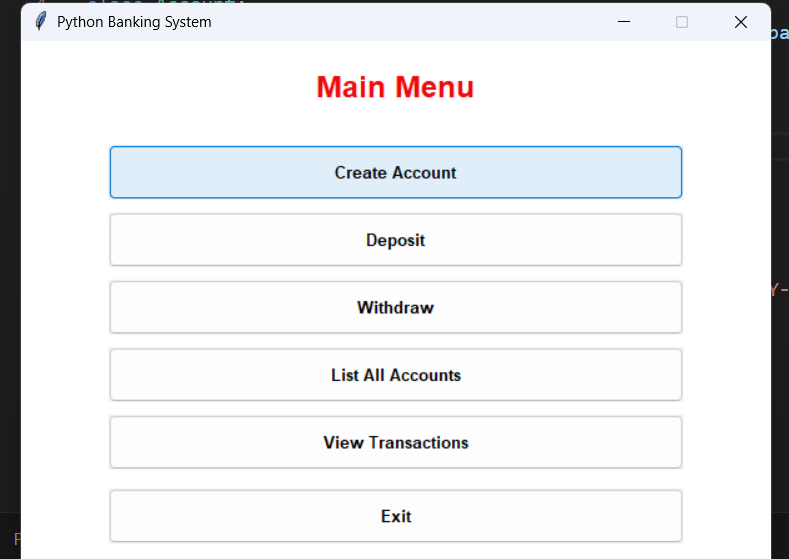 Python Banking System
Main Menu
Create Account
Deposit
Withdraw
List All Accounts
View Transactions
Exit